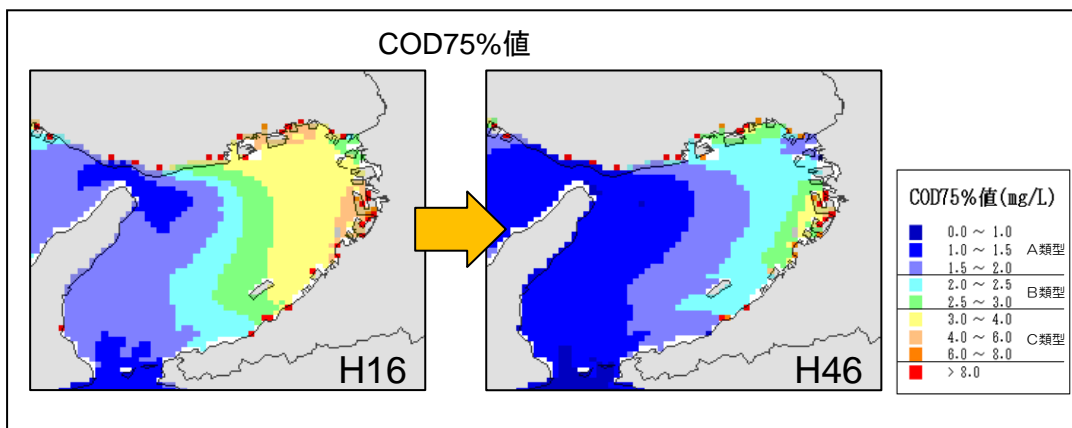 COD75%値
H16
H46
COD75%値(mg/L)
0.0 ～ 1.0
1.0 ～ 1.5 A類型
1.5 ～ 2.0
2.0 ～ 2.5 B類型
2.5 ～ 3.0
3.0 ～ 4.0
4.0 ～ 6.0 C類型
6.0 ～ 8.0
> 8.0